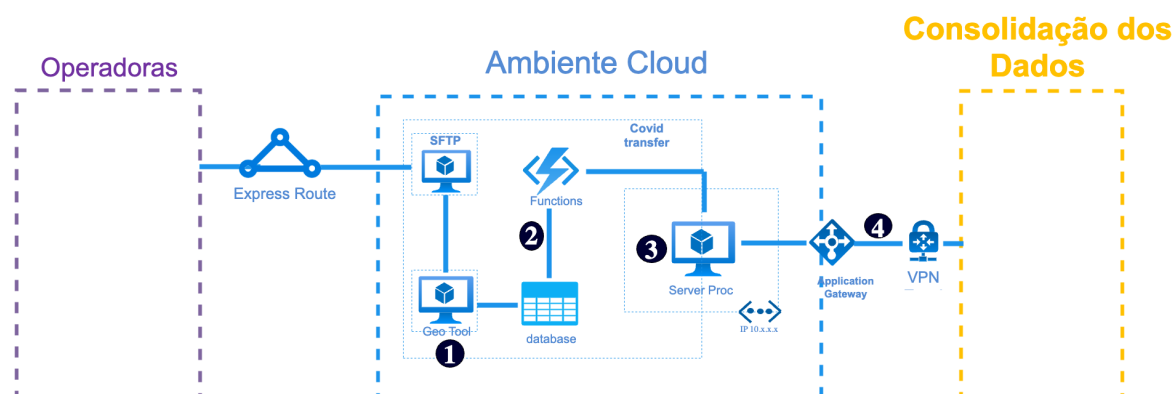 Operadoras
Ambiente Cloud
Consolidação dos
Dados
Express Route
SFTP
Covid
transfer
Functions
2
3
4
Server Proc
Application
Gateway
VPN
IP 10.x.x.x
Geo Tool
database
1